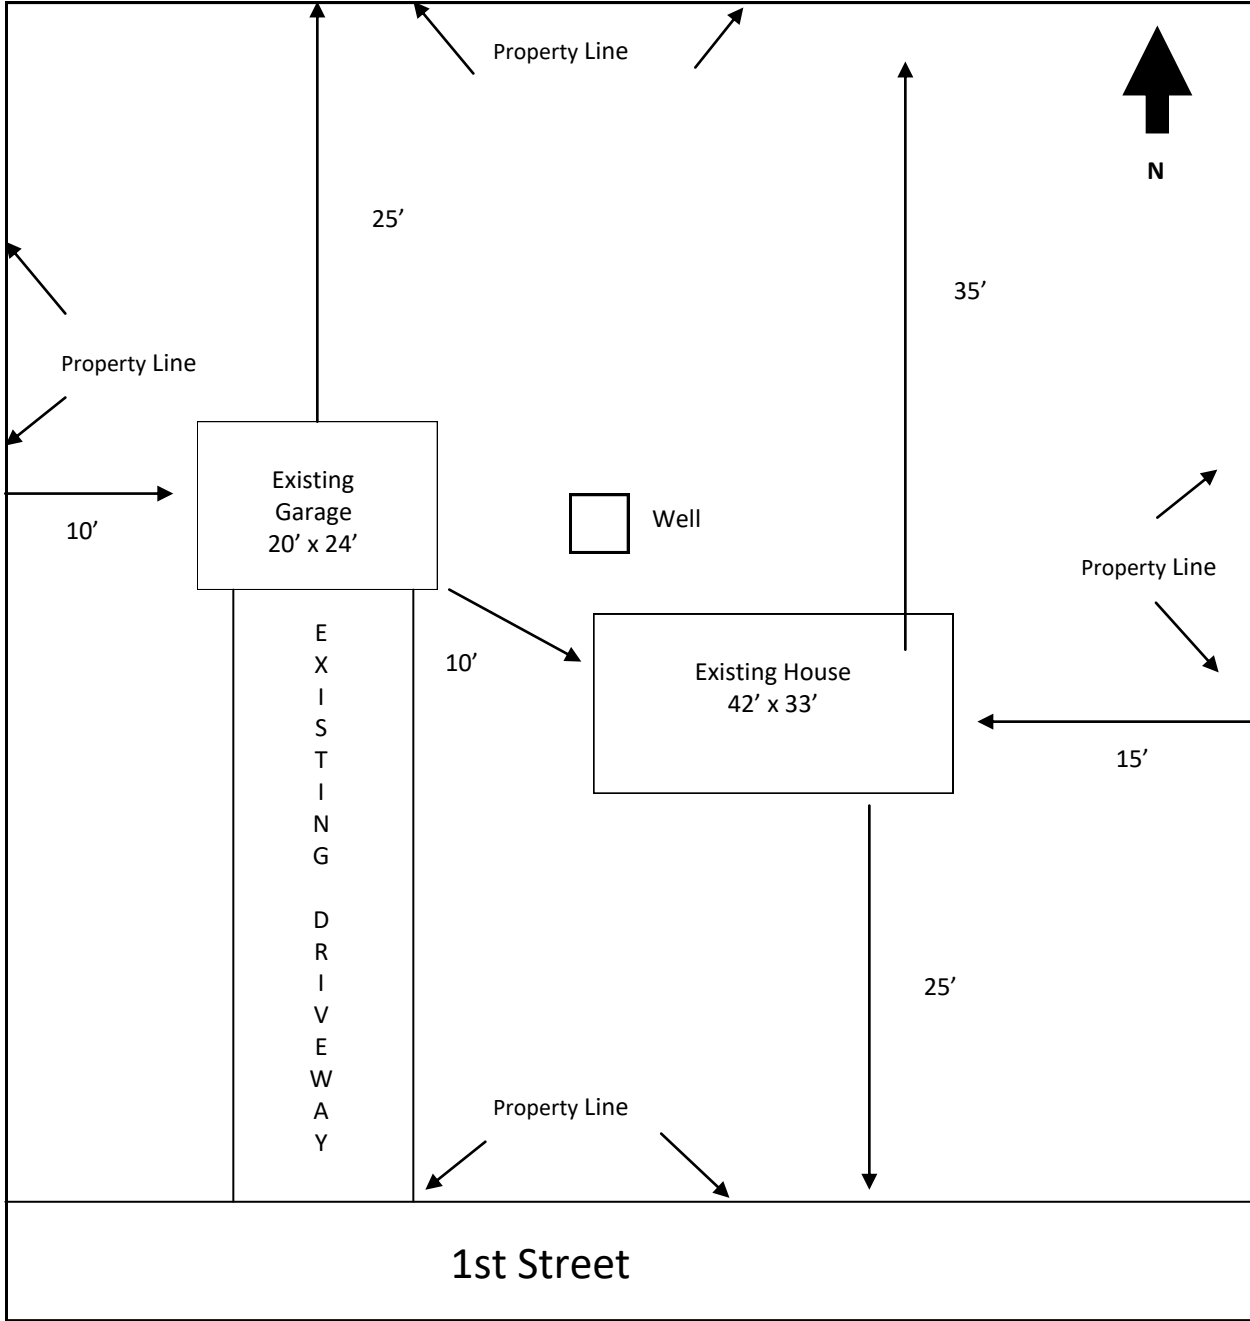 Property Line
N
25’
35’
Property Line
Existing
Garage
20’ x 24’
Well
10’
Property Line
E
X
I
S
T
I
N
G
D
R
I
V
E
W
A
Y
10’
Existing House
42’ x 33’
15’
25’
Property Line
1st Street